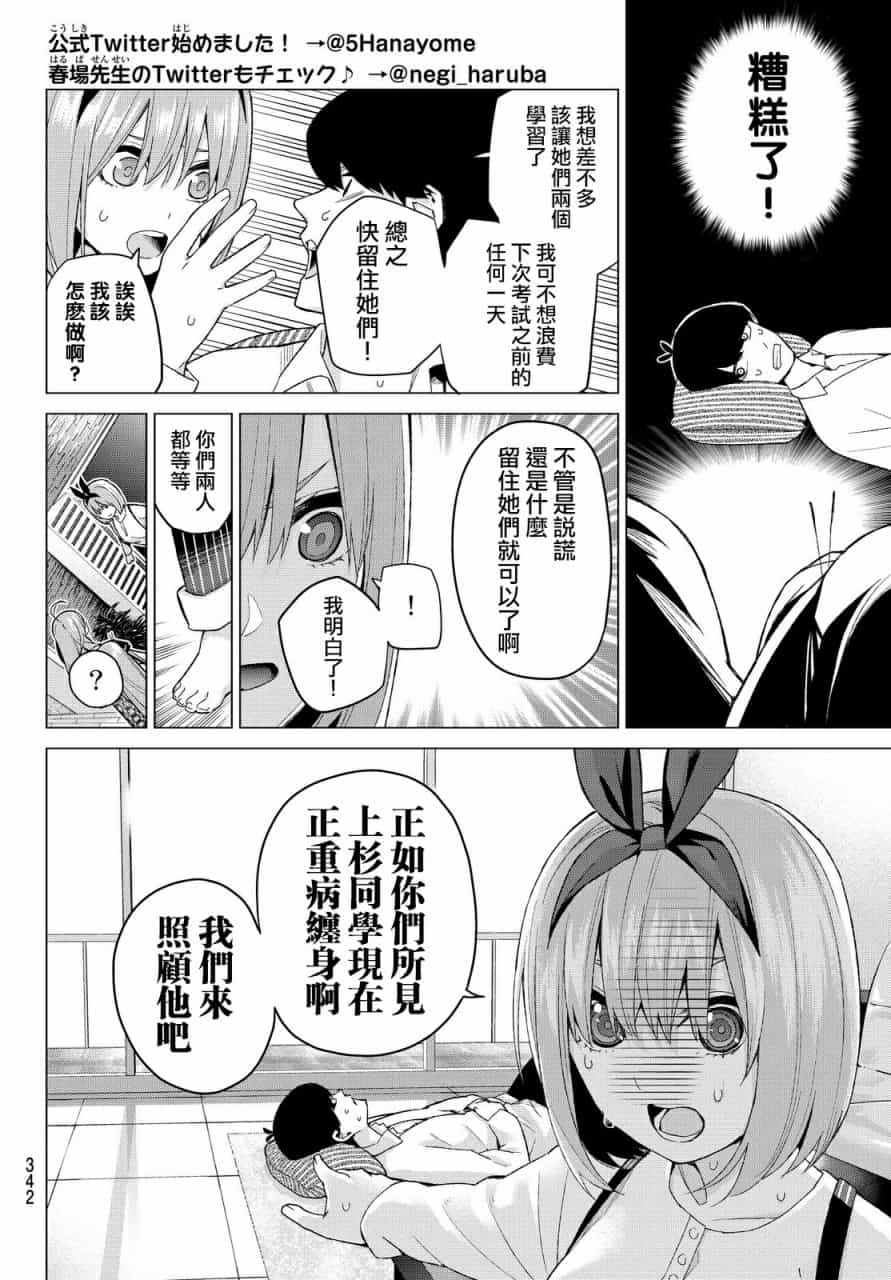 公式Twitter始めました！ →@5Hanayome
こう しき
はじ
春場先生のTwitterもチェック♪ →@negi_haruba
はる ば せん せい
糟糕了！
我想差不多
該讓她們兩個
學習了
我可不想浪費
下次考試之前的
任何一天
總之
快留住她們！
誒誒
我該
怎麼做啊？
不管是説謊
還是什麼
留住她們就可以了啊
！
我明白了！
你們兩人
都等等
？
正如你們所見
上杉同學現在
正重病纏身啊
我們來
照顧他吧
342